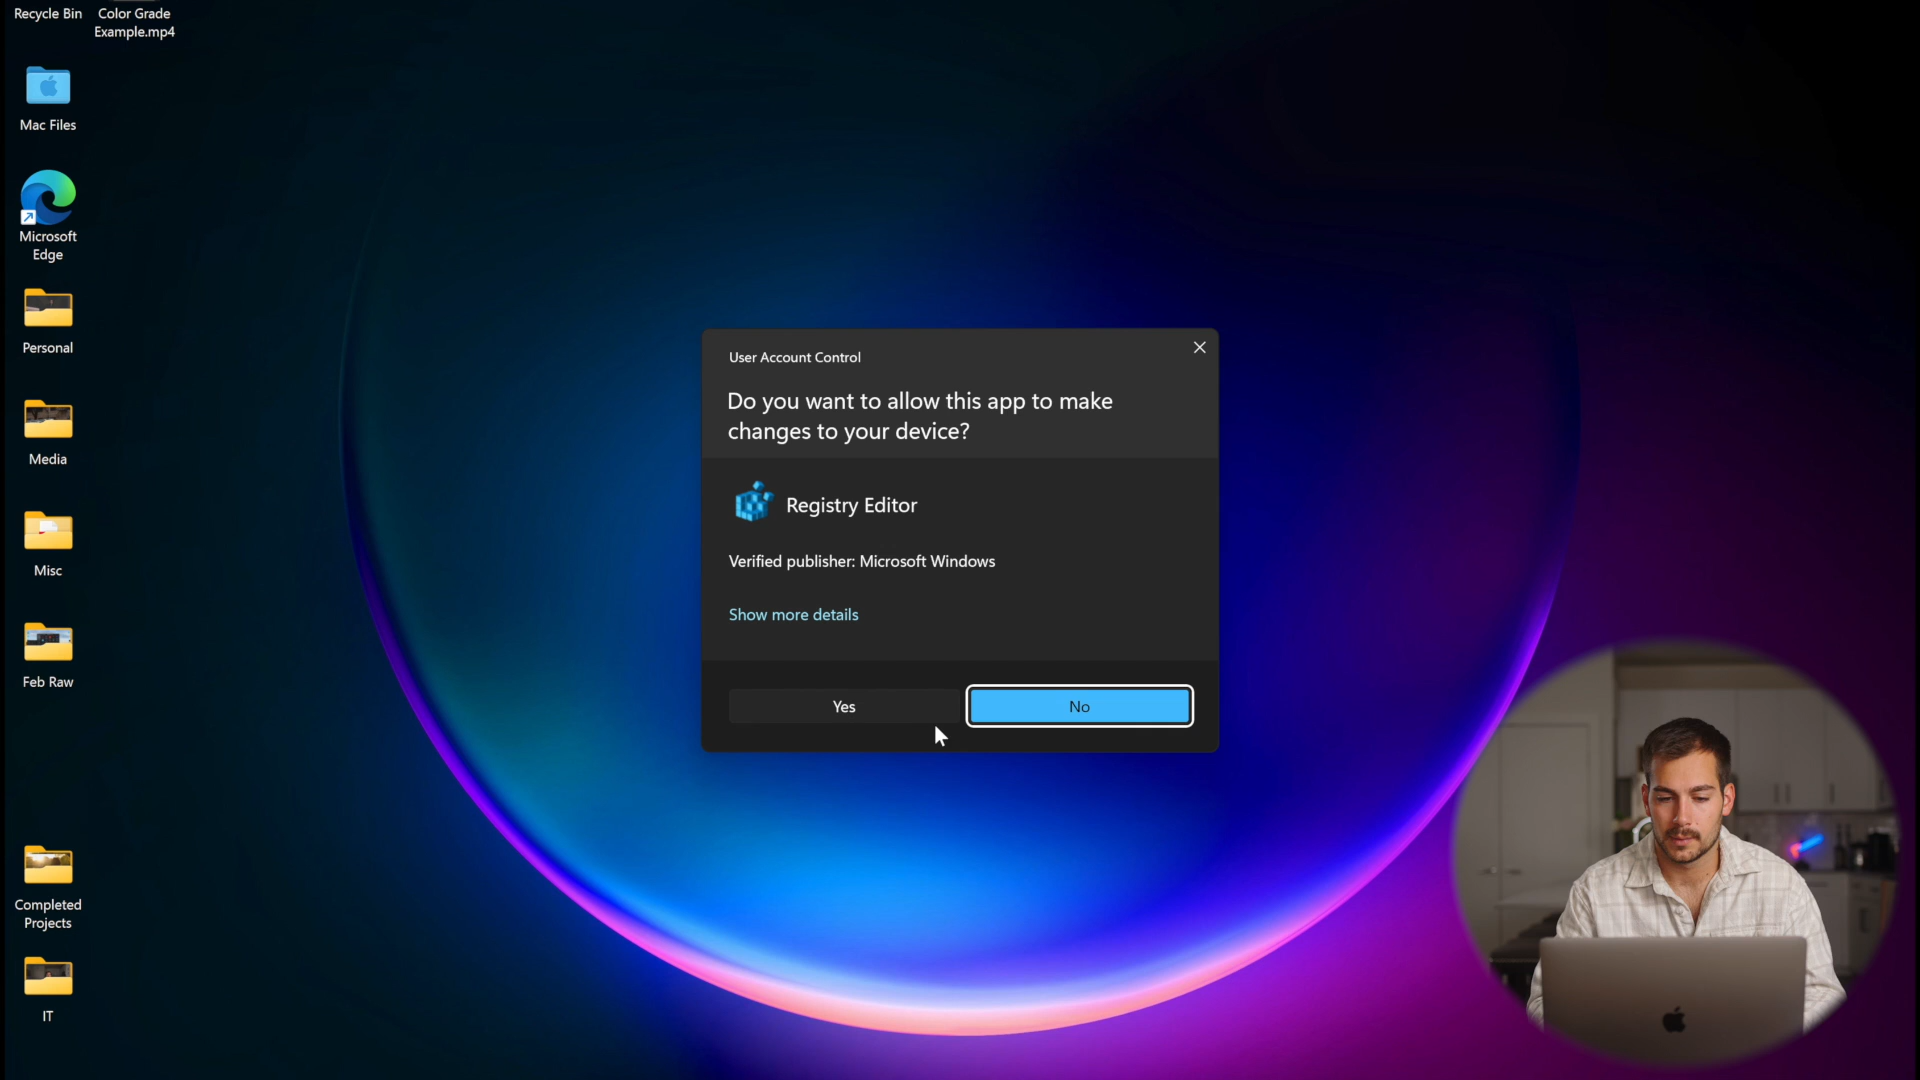 Recycle Bin
Color Grade
Example.mp4
Mac Files
Microsoft
Edge
Personal
Media
Misc
Feb Raw
Completed
Projects
IT
User Account Control
Do you want to allow this app to make
changes to your device?
Registry Editor
Verified publisher: Microsoft Windows
Show more details
Yes
No